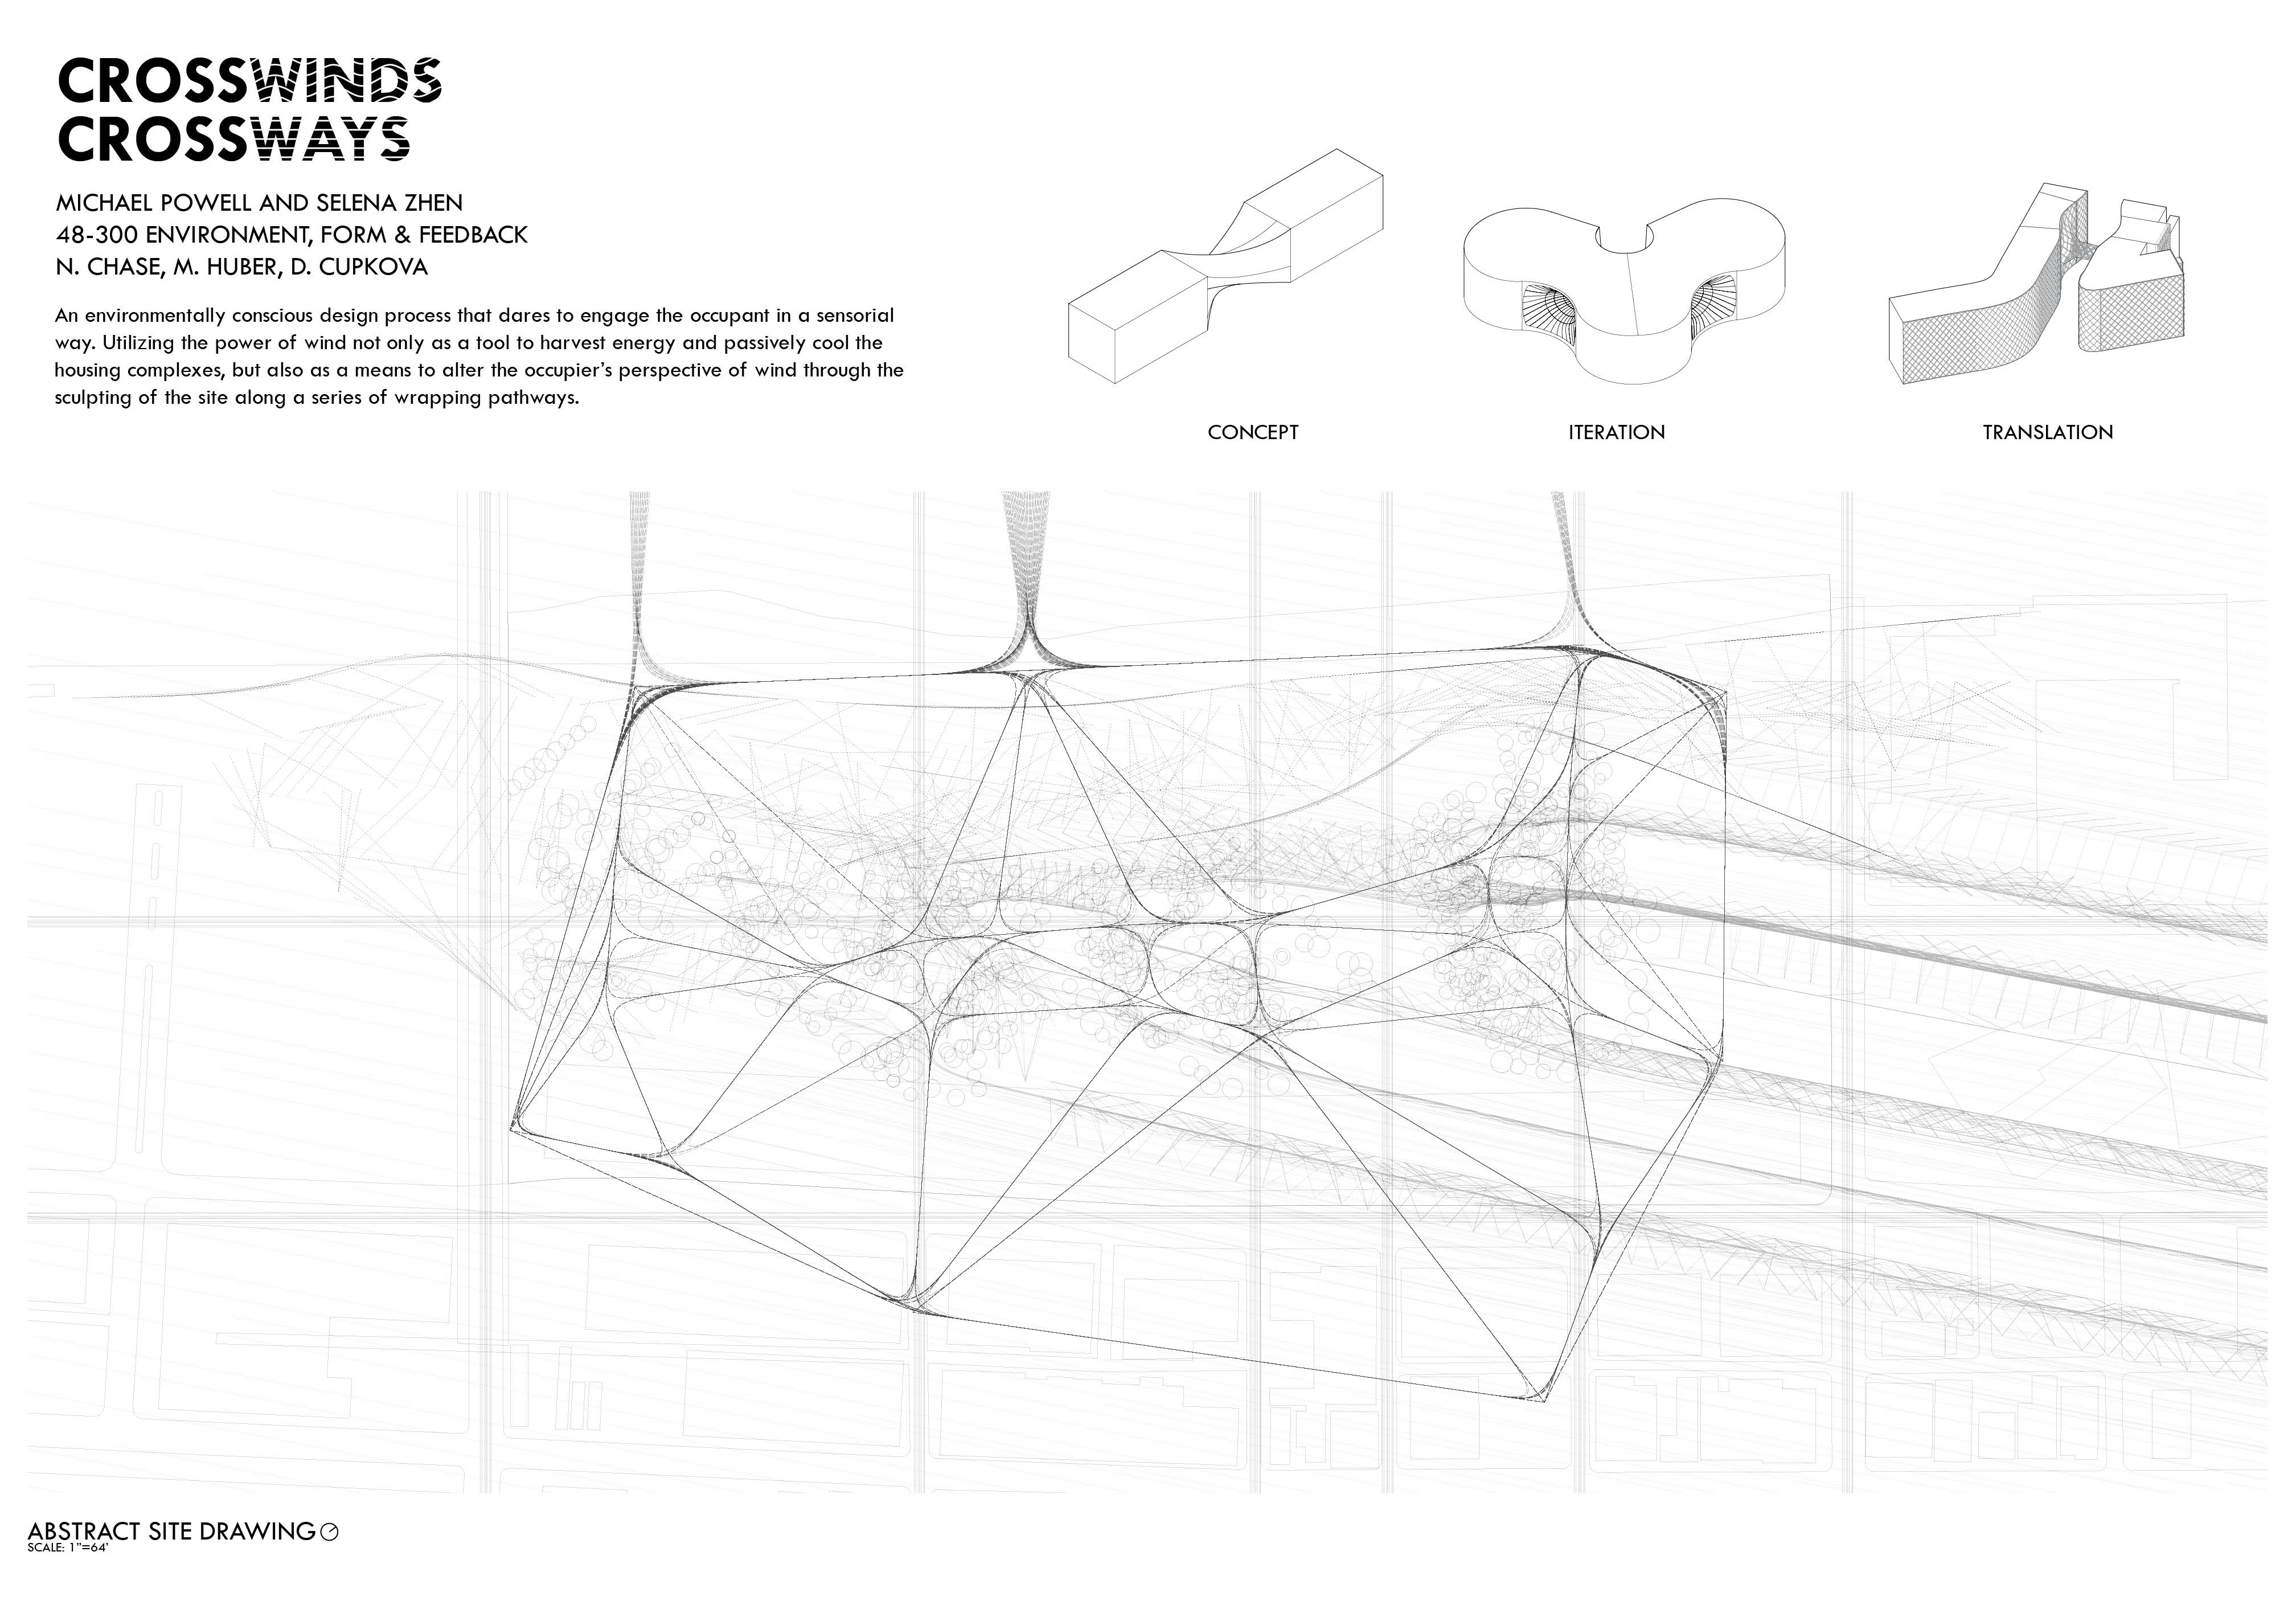 CROSSWINDS
CROSSWAYS
MICHAEL POWELL AND SELENA ZHEN
48-300 ENVIRONMENT, FORM & FEEDBACK
N. CHASE, M. HUBER, D. CUPKOVA
An environmentally conscious design process that dares to engage the occupant in a sensorial
way. Utilizing the power of wind not only as a tool to harvest energy and passively cool the
housing complexes, but also as a means to alter the occupier’s perspective of wind through the
sculpting of the site along a series of wrapping pathways.
CONCEPT
ITERATION
TRANSLATION
ABSTRACT SITE DRAWING
SCALE: 1”=64’